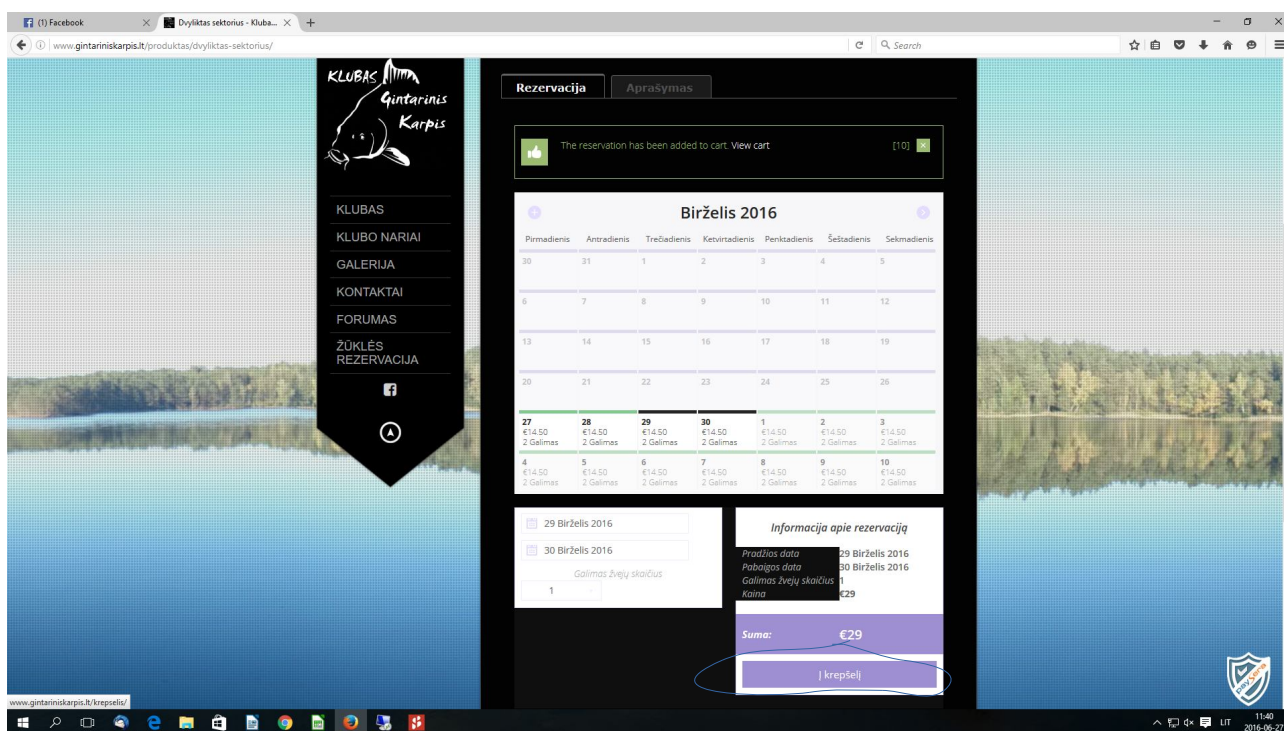 (1) Facebook
Dvyliktas sektorius - Kluba...
www.gintariniskarpis.lt/produktas/dvyliktas-sektorius/
Search
KLUBAS
Gintarinis
Karpis
KLUBAS
KLUBO NARIAI
GALERIJA
KONTAKTAI
FORUMAS
ŽŪKLĖS
REZERVACIJA
Rezervacija Aprašymas
The reservation has been added to cart. View cart [10]
Birželis 2016
Pirmadienis Antradienis Trečiadienis Ketvirtadienis Penktadienis Šeštadienis Sekmadienis
30 31 1 2 3 4 5
6 7 8 9 10 11 12
13 14 15 16 17 18 19
20 21 22 23 24 25 26
27 28 29 30 1 2 3
€14.50 €14.50 €14.50 €14.50 €14.50 €14.50 €14.50
2 Galimas 2 Galimas 2 Galimas 2 Galimas 2 Galimas 2 Galimas 2 Galimas
4 5 6 7 8 9 10
€14.50 €14.50 €14.50 €14.50 €14.50 €14.50 €14.50
2 Galimas 2 Galimas 2 Galimas 2 Galimas 2 Galimas 2 Galimas 2 Galimas
29 Birželis 2016
30 Birželis 2016
Galimas žvejų skaičius
1
Informacija apie rezervaciją
Pradžios data 29 Birželis 2016
Pabaigos data 30 Birželis 2016
Galimas žvejų skaičius 1
Kaina €29
Suma: €29
Į krepšelį
paySera
www.gintariniskarpis.lt/krepselis/
LIT
11:40
2016-06-27